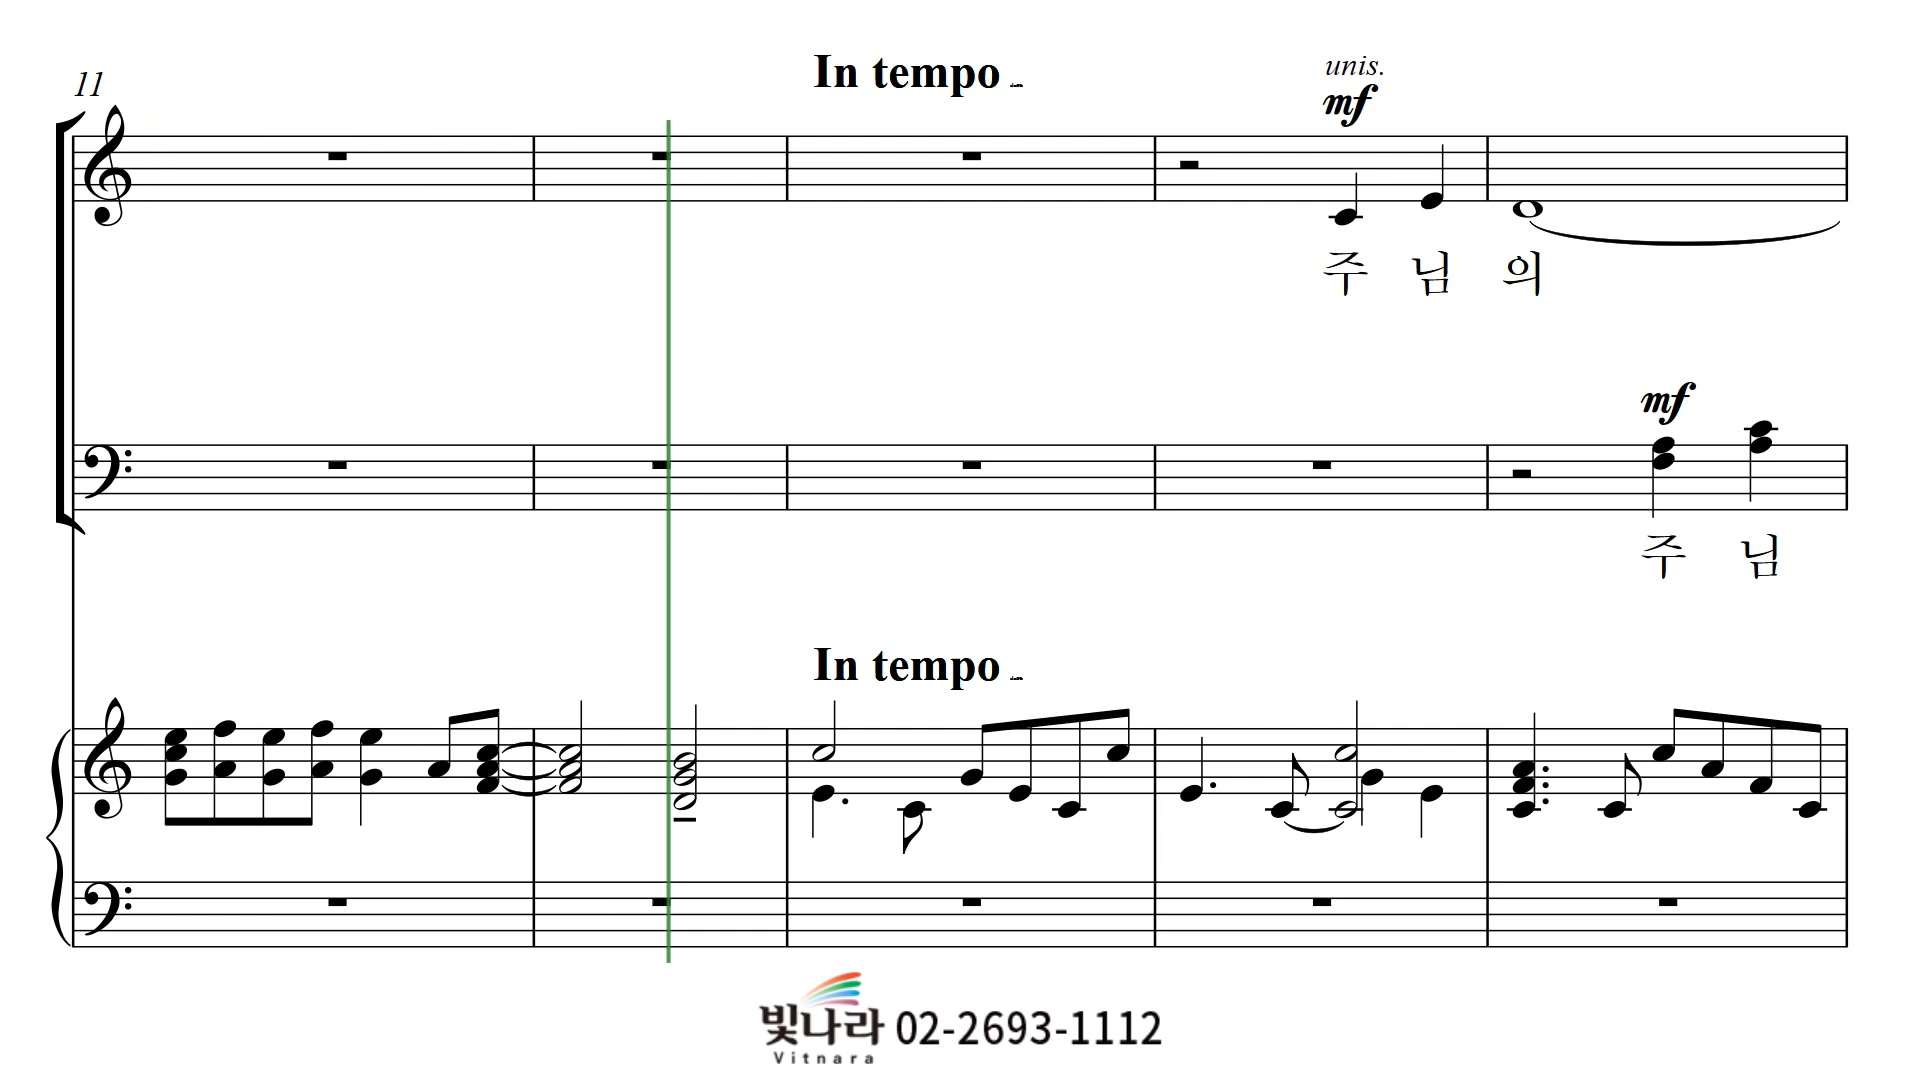 11
In tempo
unis.
mf
주 님 의
mf
주 님
In tempo
빛나라 02-2693-1112
Vitnara